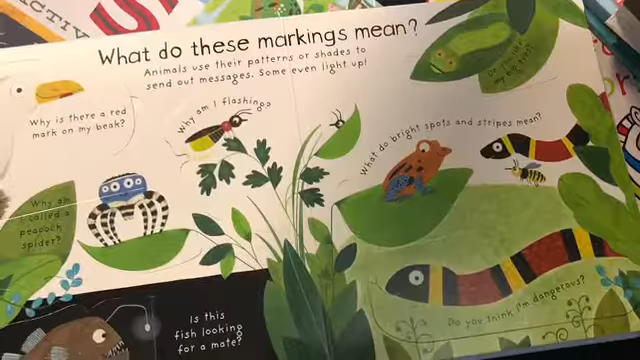 What do these markings mean?
Animals use their patterns or shades to
send out messages. Some even light up!
Why is there a red
mark on my beak?
Why am I flashing?
What do bright spots and stripes mean?
Why am
I called a
peacock
spider?
Is this
fish looking
for a mate?
Do you think I'm dangerous?